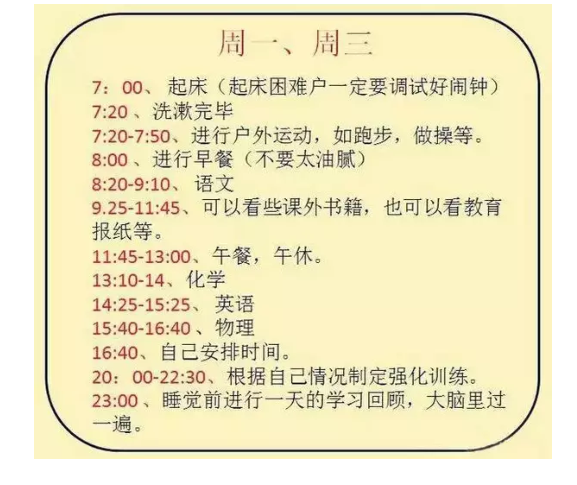 周一、周三
7：00、 起床（起床困难户一定要调试好闹钟）
7:20 、洗漱完毕
7:20-7:50、进行户外运动，如跑步，做操等。
8:00 、进行早餐（不要太油腻）
8:20-9:10、 语文
9.25-11:45、可以看些课外书籍，也可以看教育
报纸等。
11:45-13:00、午餐，午休。
13:10-14、化学
14:25-15:25、 英语
15:40-16:40 、物理
16:40、自己安排时间。
20：00-22:30、根据自己情况制定强化训练。
23:00 、睡觉前进行一天的学习回顾，大脑里过
一遍。